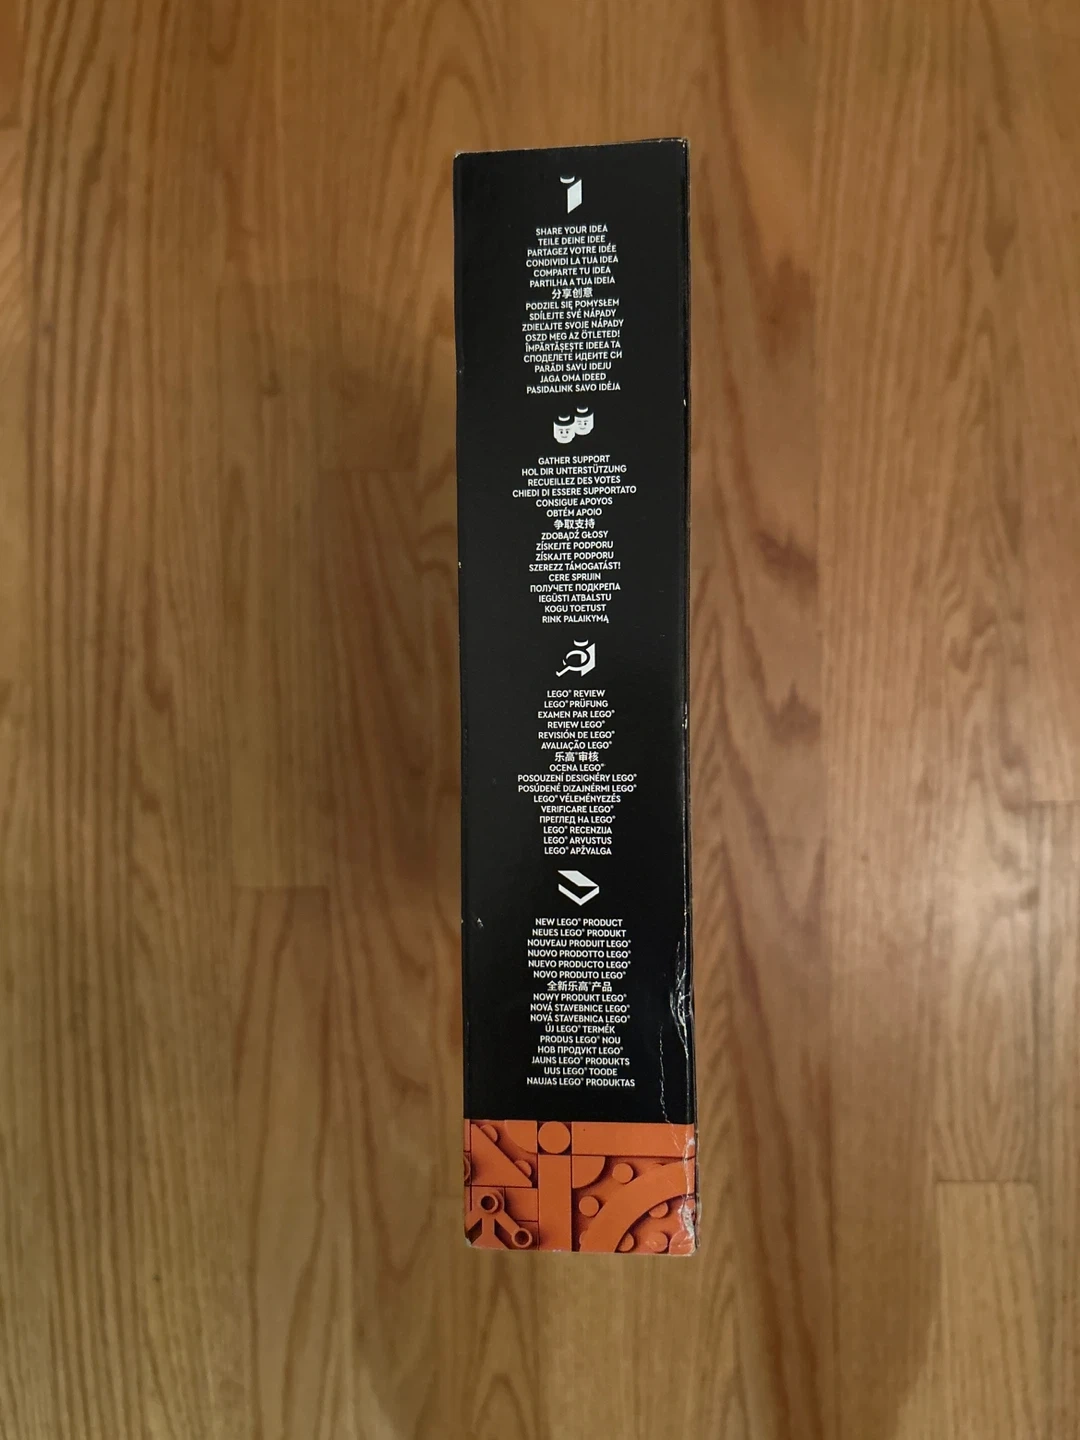 SHARE YOUR IDEA
TEILE DEINE IDEE
PARTAGEZ VOTRE IDÉE
CONDIVIDI LA TUA IDEA
COMPARTE TU IDEA
PARTILHA A TUA IDEIA
分享创意
PODZIEL SIĘ POMYSŁEM
SDÍLEJTE SVÉ NÁPADY
ZDIEĽAJTE SVOJE NÁPADY
OSZD MEG AZ ÖTLETED!
ÎMPĂRTĂȘEȘTE IDEEA TA
СПОДЕЛЕТЕ ИДЕИТЕ СИ
PARĀDI SAVU IDEJU
JAGA OMA IDEED
PASIDALINK SAVO IDĖJA
GATHER SUPPORT
HOL DIR UNTERSTÜTZUNG
RECUEILLEZ DES VOTES
CHIEDI DI ESSERE SUPPORTATO
CONSIGUE APOYOS
OBTÉM APOIO
争取支持
ZDOBĄDŹ GŁOSY
ZÍSKEJTE PODPORU
ZÍSKAJTE PODPORU
SZEREZZ TÁMOGATÁST!
CERE SPRIJIN
ПОЛУЧЕТЕ ПОДКРЕПА
IEGŪSTI ATBALSTU
KOGU TOETUST
RINK PALAIKYMĄ
LEGO® REVIEW
LEGO® PRÜFUNG
EXAMEN PAR LEGO®
REVIEW LEGO®
REVISIÓN DE LEGO®
AVALIAÇÃO LEGO®
乐高®审核
OCENA LEGO®
POSOUZENÍ DESIGNÉRY LEGO®
POSÚDENÉ DIZAJNÉRMI LEGO®
LEGO® VÉLEMÉNYEZÉS
VERIFICARE LEGO®
ПРЕГЛЕД НА LEGO®
LEGO® RECENZIJA
LEGO® ARVUSTUS
LEGO® APŽVALGA
NEW LEGO® PRODUCT
NEUES LEGO® PRODUKT
NOUVEAU PRODUIT LEGO®
NUOVO PRODOTTO LEGO®
NUEVO PRODUCTO LEGO®
NOVO PRODUTO LEGO®
全新乐高®产品
NOWY PRODUKT LEGO®
NOVÁ STAVEBNICE LEGO®
NOVÁ STAVEBNICA LEGO®
ÚJ LEGO® TERMÉK
PRODUS LEGO® NOU
НОВ ПРОДУКТ LEGO®
JAUNS LEGO® PRODUKTS
UUS LEGO® TOODE
NAUJAS LEGO® PRODUKTAS